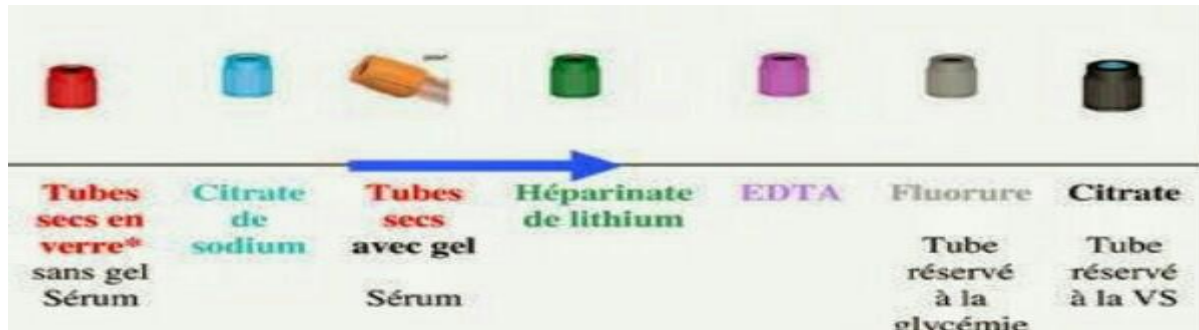 Tubes
secs en
verre*
sans gel
Sérum
Citrate
de
sodium
Tubes
secs
avec gel
Sérum
Héparinate
de lithium
EDTA
Fluorure
Tube
réservé
à la
glycémie
Citrate
Tube
réservé
à la VS